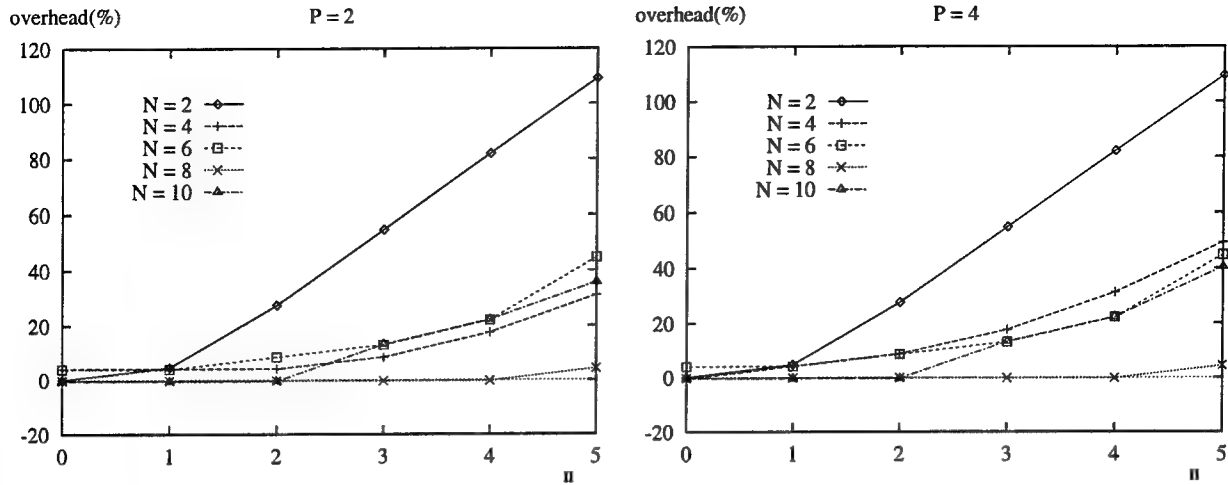 overhead(%)
P = 2
120
100
80
60
40
20
0
-20
N = 2
N = 4
N = 6
N = 8
N = 10
0 1 2 3 4 5
II
overhead(%)
P = 4
120
100
80
60
40
20
0
-20
N = 2
N = 4
N = 6
N = 8
N = 10
0 1 2 3 4 5
II